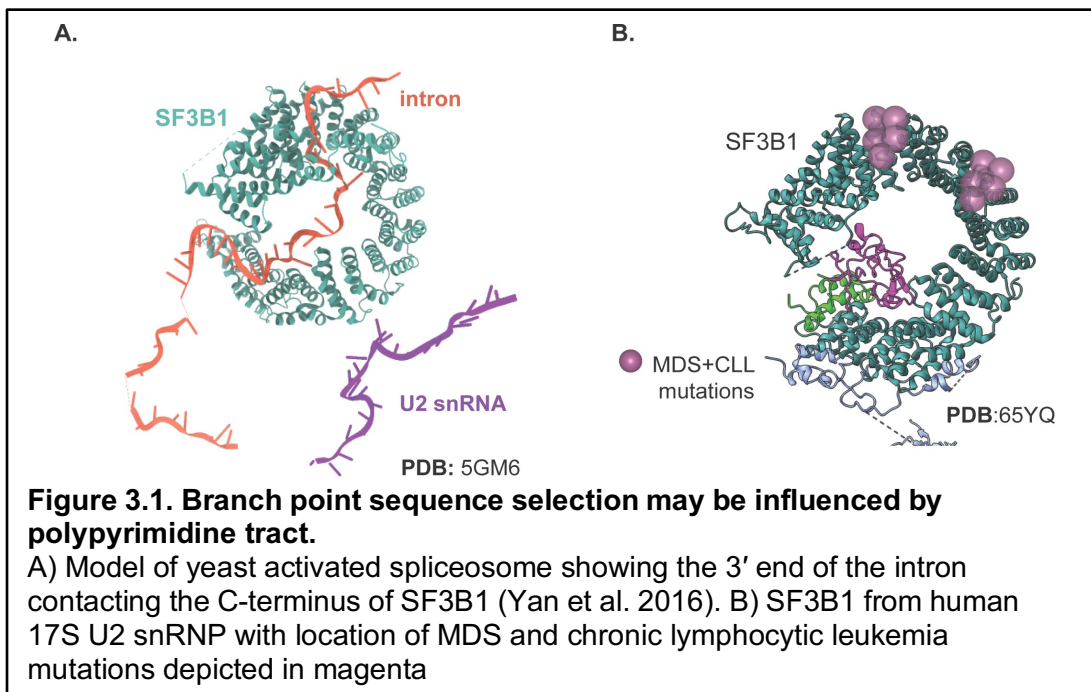 A.
B.
SF3B1
intron
SF3B1
U2 snRNA
MDS+CLL
mutations
PDB: 5GM6
PDB:65YQ
Figure 3.1. Branch point sequence selection may be influenced by
polypyrimidine tract.
A) Model of yeast activated spliceosome showing the 3′ end of the intron
contacting the C-terminus of SF3B1 (Yan et al. 2016). B) SF3B1 from human
17S U2 snRNP with location of MDS and chronic lymphocytic leukemia
mutations depicted in magenta